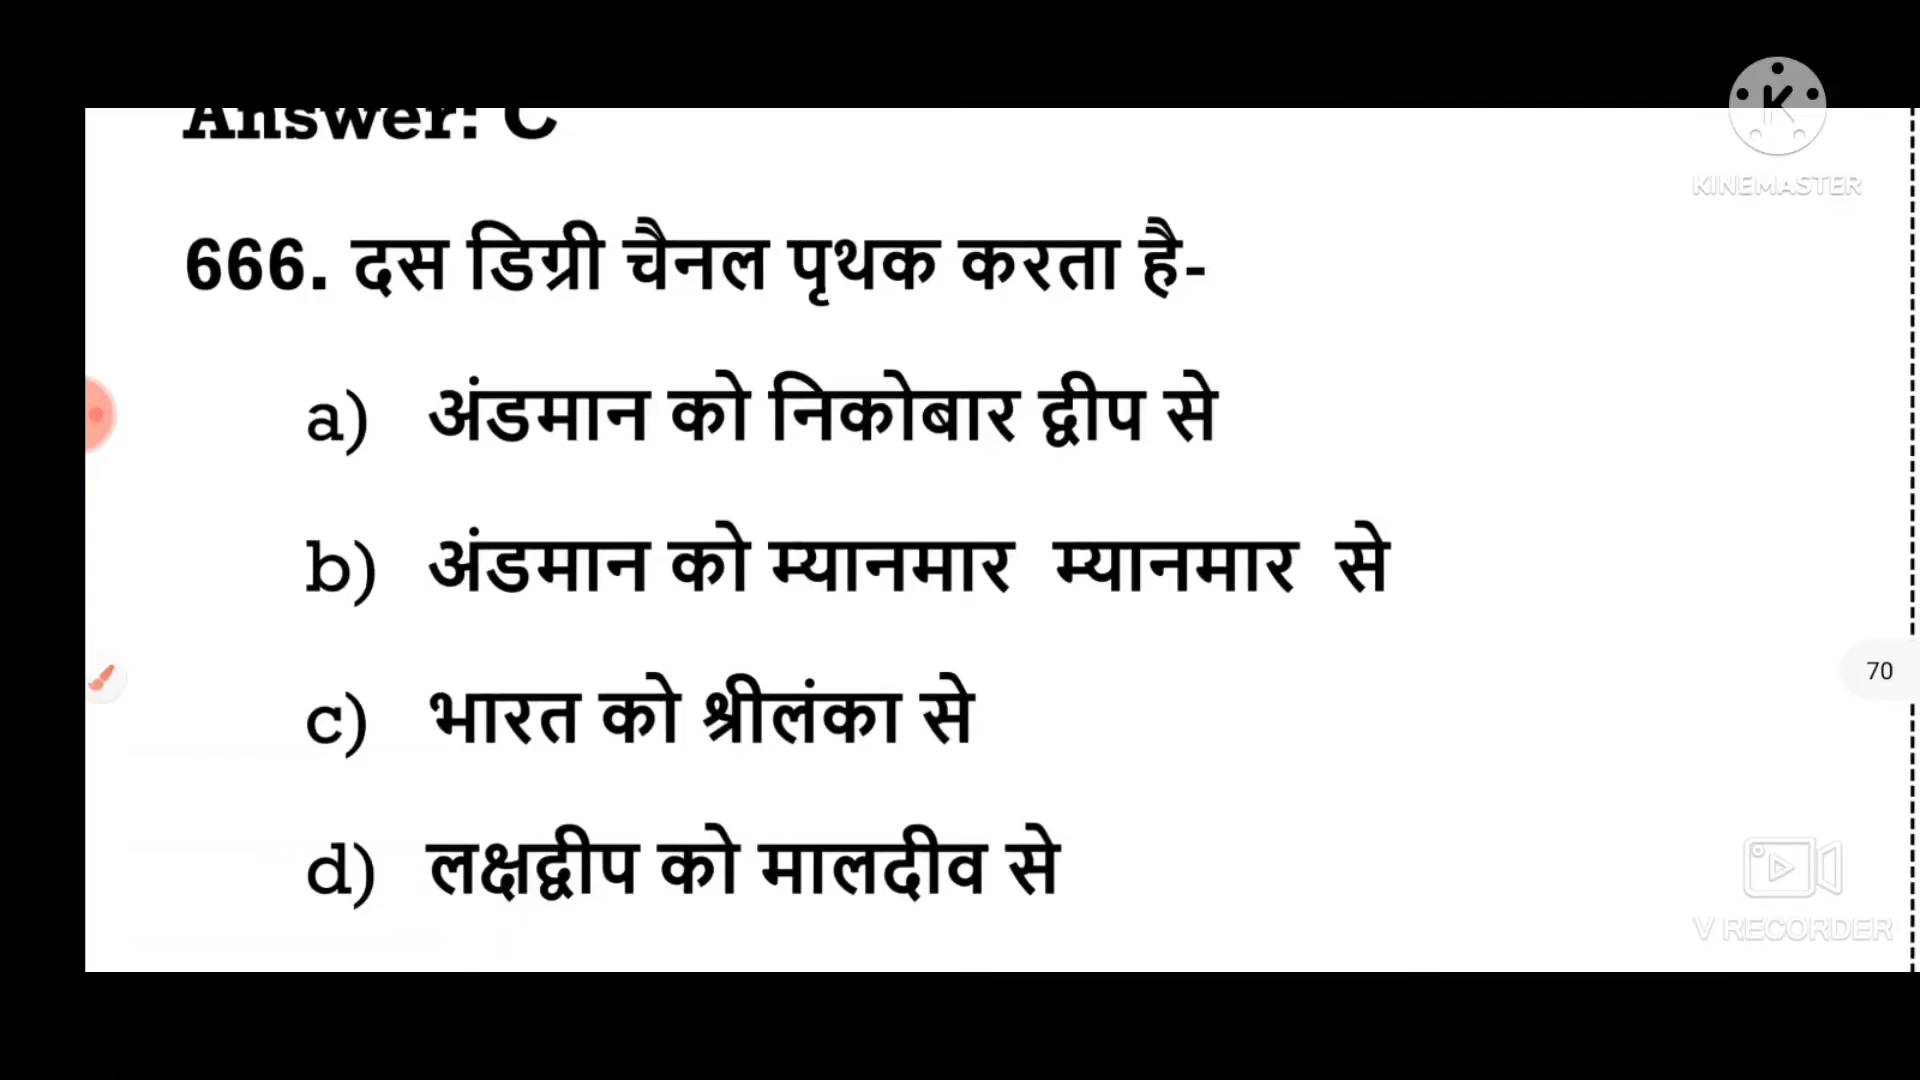 Answer: C
KINEMASTER
666. दस डिग्री चैनल पृथक करता है-
a) अंडमान को निकोबार द्वीप से
b) अंडमान को म्यानमार म्यानमार से
c) भारत को श्रीलंका से
70
d) लक्षद्वीप को मालदीव से
V RECORDER